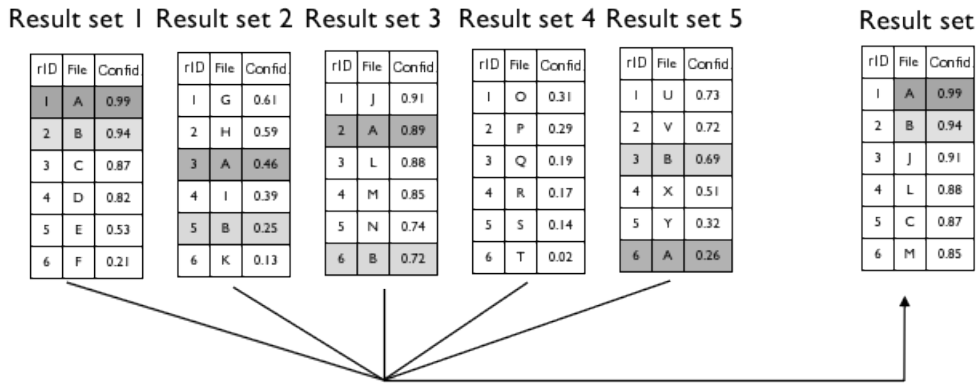 Result set 1 Result set 2 Result set 3 Result set 4 Result set 5 Result set
rID File Confid.
1 A 0.99
2 B 0.94
3 C 0.87
4 D 0.82
5 E 0.53
6 F 0.21
rID File Confid.
1 G 0.61
2 H 0.59
3 A 0.46
4 I 0.39
5 B 0.25
6 K 0.13
rID File Confid.
1 J 0.91
2 A 0.89
3 L 0.88
4 M 0.85
5 N 0.74
6 B 0.72
rID File Confid.
1 O 0.31
2 P 0.29
3 Q 0.19
4 R 0.17
5 S 0.14
6 T 0.02
rID File Confid.
1 U 0.73
2 V 0.72
3 B 0.69
4 X 0.51
5 Y 0.32
6 A 0.26
rID File Confid.
1 A 0.99
2 B 0.94
3 J 0.91
4 L 0.88
5 C 0.87
6 M 0.85